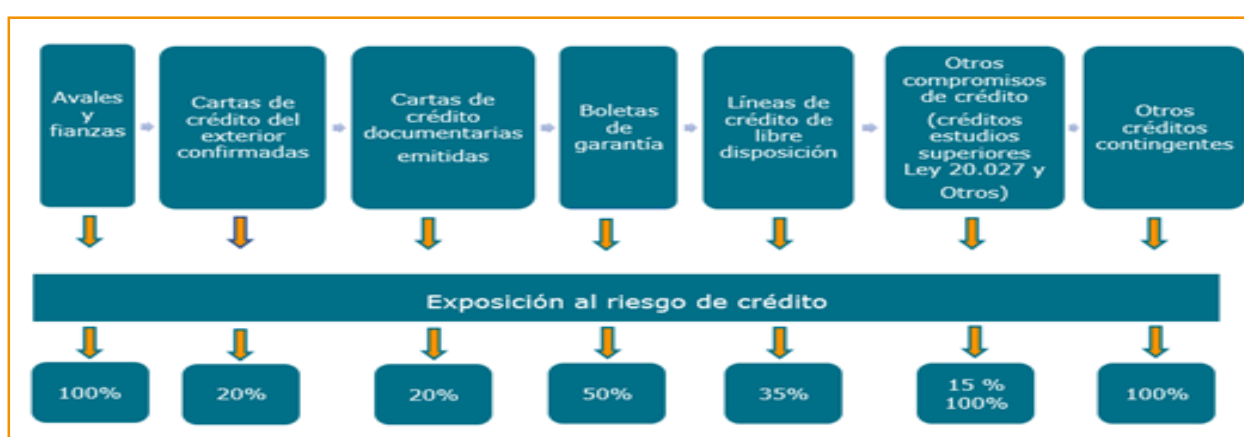 Avales
y
fianzas
Cartas de
crédito del
exterior
confirmadas
Cartas de
crédito
documentarias
emitidas
Boletas
de
garantía
Líneas de
crédito de
libre
disposición
Otros
compromisos
de crédito
(créditos
estudios
superiores
Ley 20.027 y
Otros)
Otros
créditos
contingentes
Exposición al riesgo de crédito
100%
20%
20%
50%
35%
15 %
100%
100%